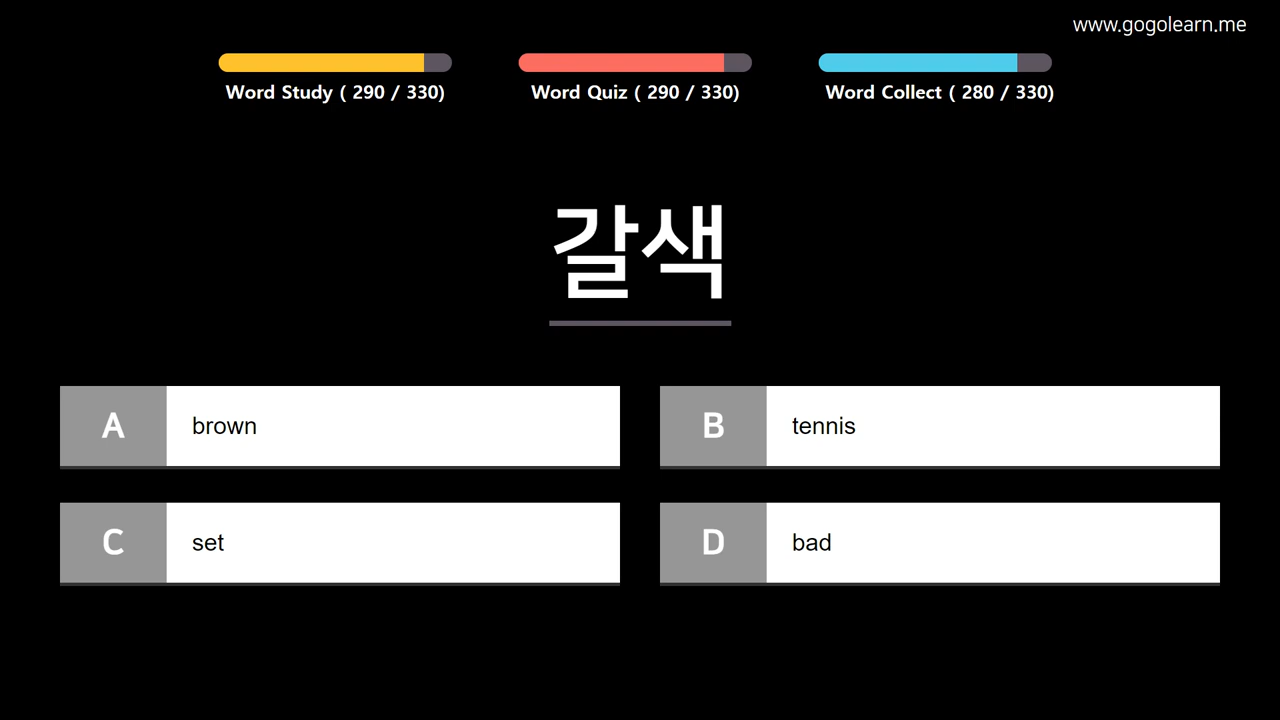 www.gogolearn.me
Word Study ( 290 / 330)
Word Quiz ( 290 / 330)
Word Collect ( 280 / 330)
갈색
A brown
B tennis
C set
D bad